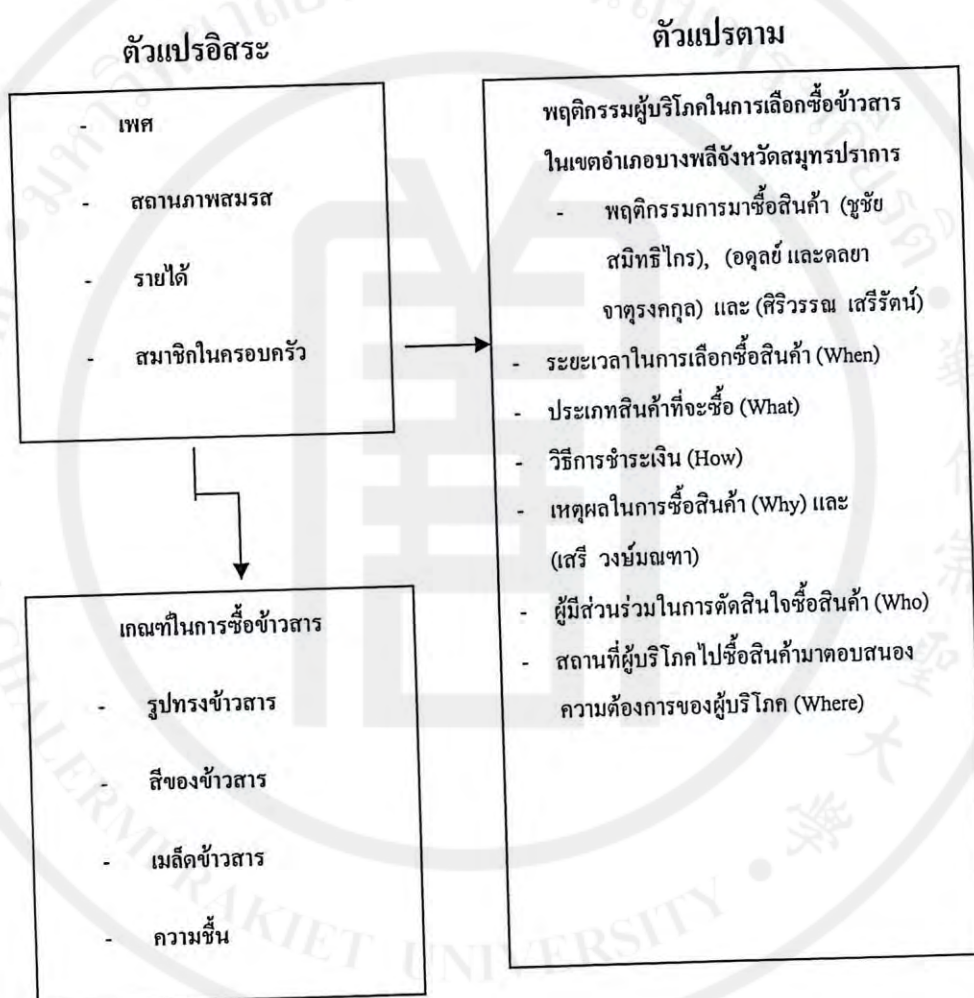 ตัวแปรอิสระ
- เพศ
- สถานภาพสมรส
- รายได้
- สมาชิกในครอบครัว
ตัวแปรตาม
พฤติกรรมผู้บริโภคในการเลือกซื้อข้าวสาร
ในเขตอำเภอบางพลีจังหวัดสมุทรปราการ
- พฤติกรรมการมาซื้อสินค้า (ชูชัย
สมิทธิไกร), (อดุลย์ และดลยา
จาตุรงคกุล) และ (ศิริวรรณ เสรีรัตน์)
- ระยะเวลาในการเลือกซื้อสินค้า (When)
- ประเภทสินค้าที่จะซื้อ (What)
- วิธีการชำระเงิน (How)
- เหตุผลในการซื้อสินค้า (Why) และ
(เสรี วงษ์มณฑา)
- ผู้มีส่วนร่วมในการตัดสินใจซื้อสินค้า (Who)
- สถานที่ผู้บริโภคไปซื้อสินค้ามาตอบสนอง
ความต้องการของผู้บริโภค (Where)
เกณฑ์ในการซื้อข้าวสาร
- รูปทรงข้าวสาร
- สีของข้าวสาร
- เมล็ดข้าวสาร
- ความชื้น
CHALERMPRAKIET UNIVERSITY
聖大學